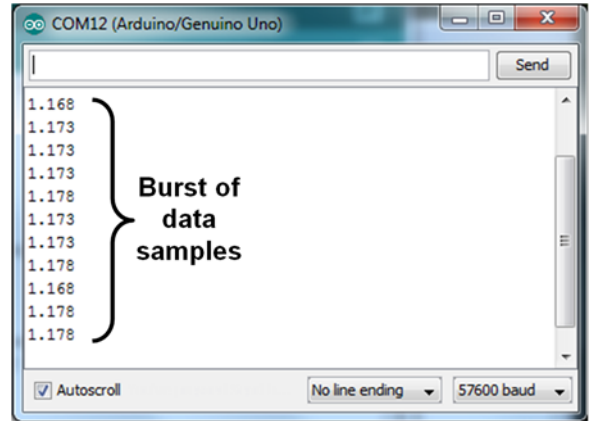 COM12 (Arduino/Genuino Uno)
Send
1.168
1.173
1.173
1.173
1.178
1.173
1.173
1.178
1.168
1.178
1.178
Burst of
data
samples
Autoscroll
No line ending
57600 baud